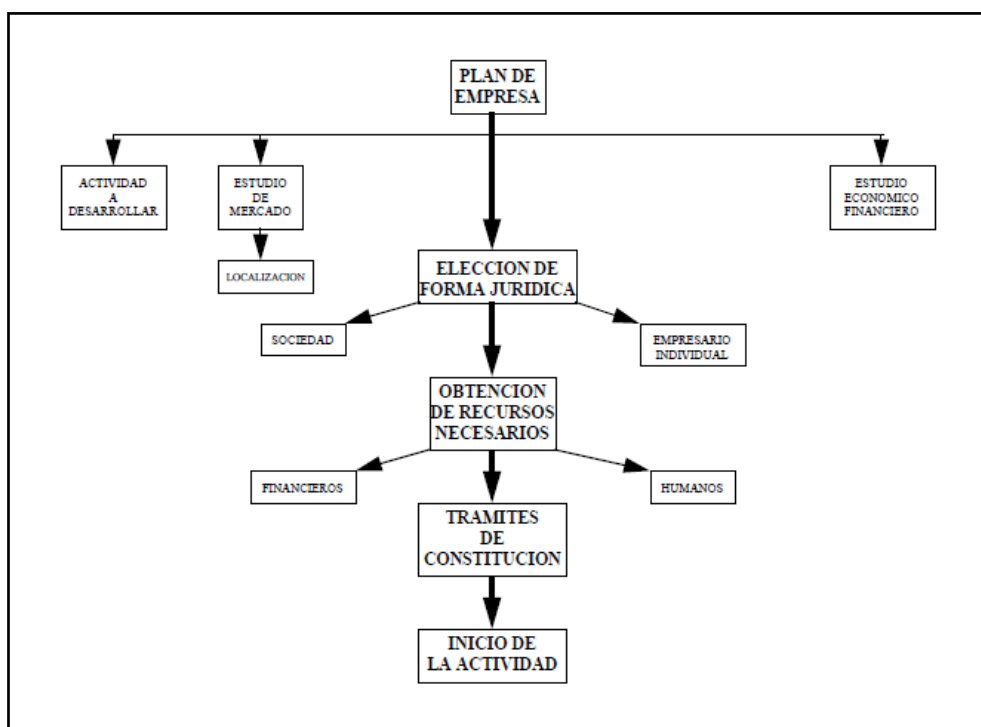 PLAN DE
EMPRESA
ACTIVIDAD
A
DESARROLLAR
ESTUDIO
DE
MERCADO
ESTUDIO
ECONOMICO
FINANCIERO
LOCALIZACION
ELECCION DE
FORMA JURIDICA
SOCIEDAD
EMPRESARIO
INDIVIDUAL
OBTENCION
DE RECURSOS
NECESARIOS
FINANCIEROS
HUMANOS
TRAMITES
DE
CONSTITUCION
INICIO DE
LA ACTIVIDAD